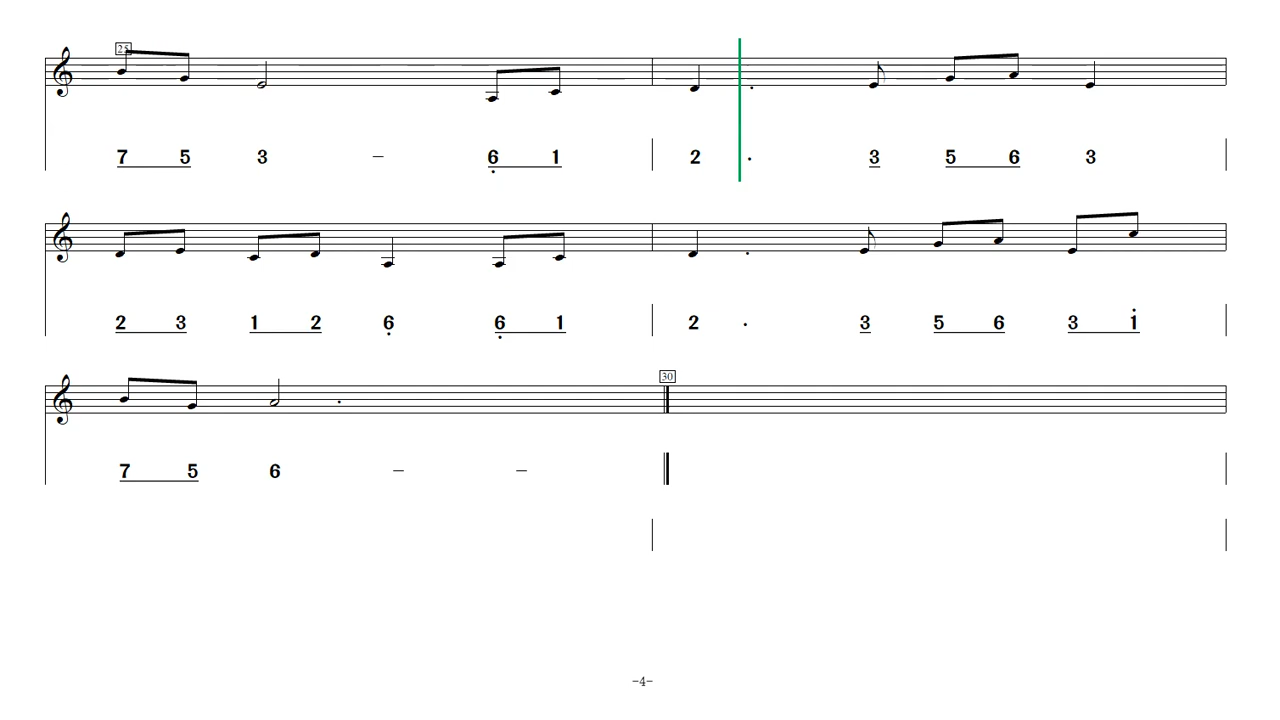 25
7 5 3 – 6 1 2 · 3 5 6 3
2 3 1 2 6 6 1 2 · 3 5 6 3 1
30
7 5 6 – –
-4-